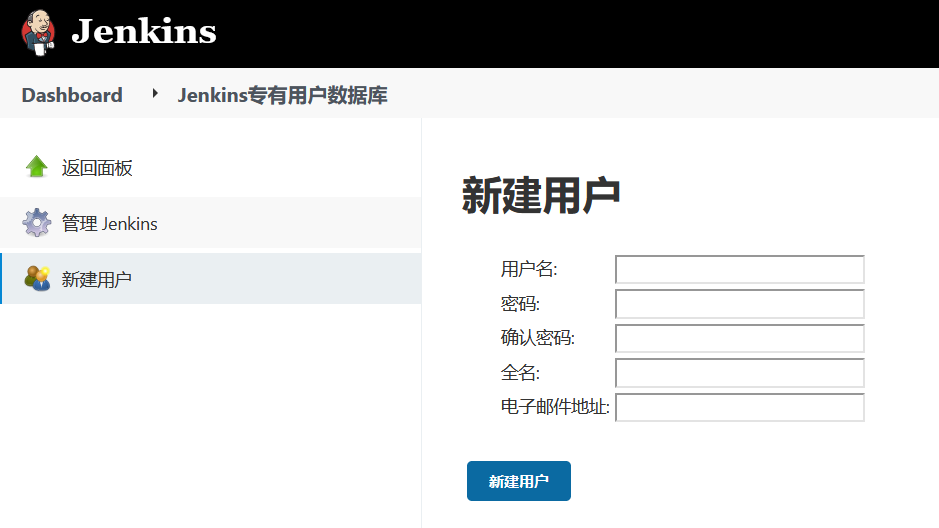 Jenkins
Dashboard
Jenkins专有用户数据库
返回面板
管理 Jenkins
新建用户
新建用户
用户名:
密码:
确认密码:
全名:
电子邮件地址:
新建用户